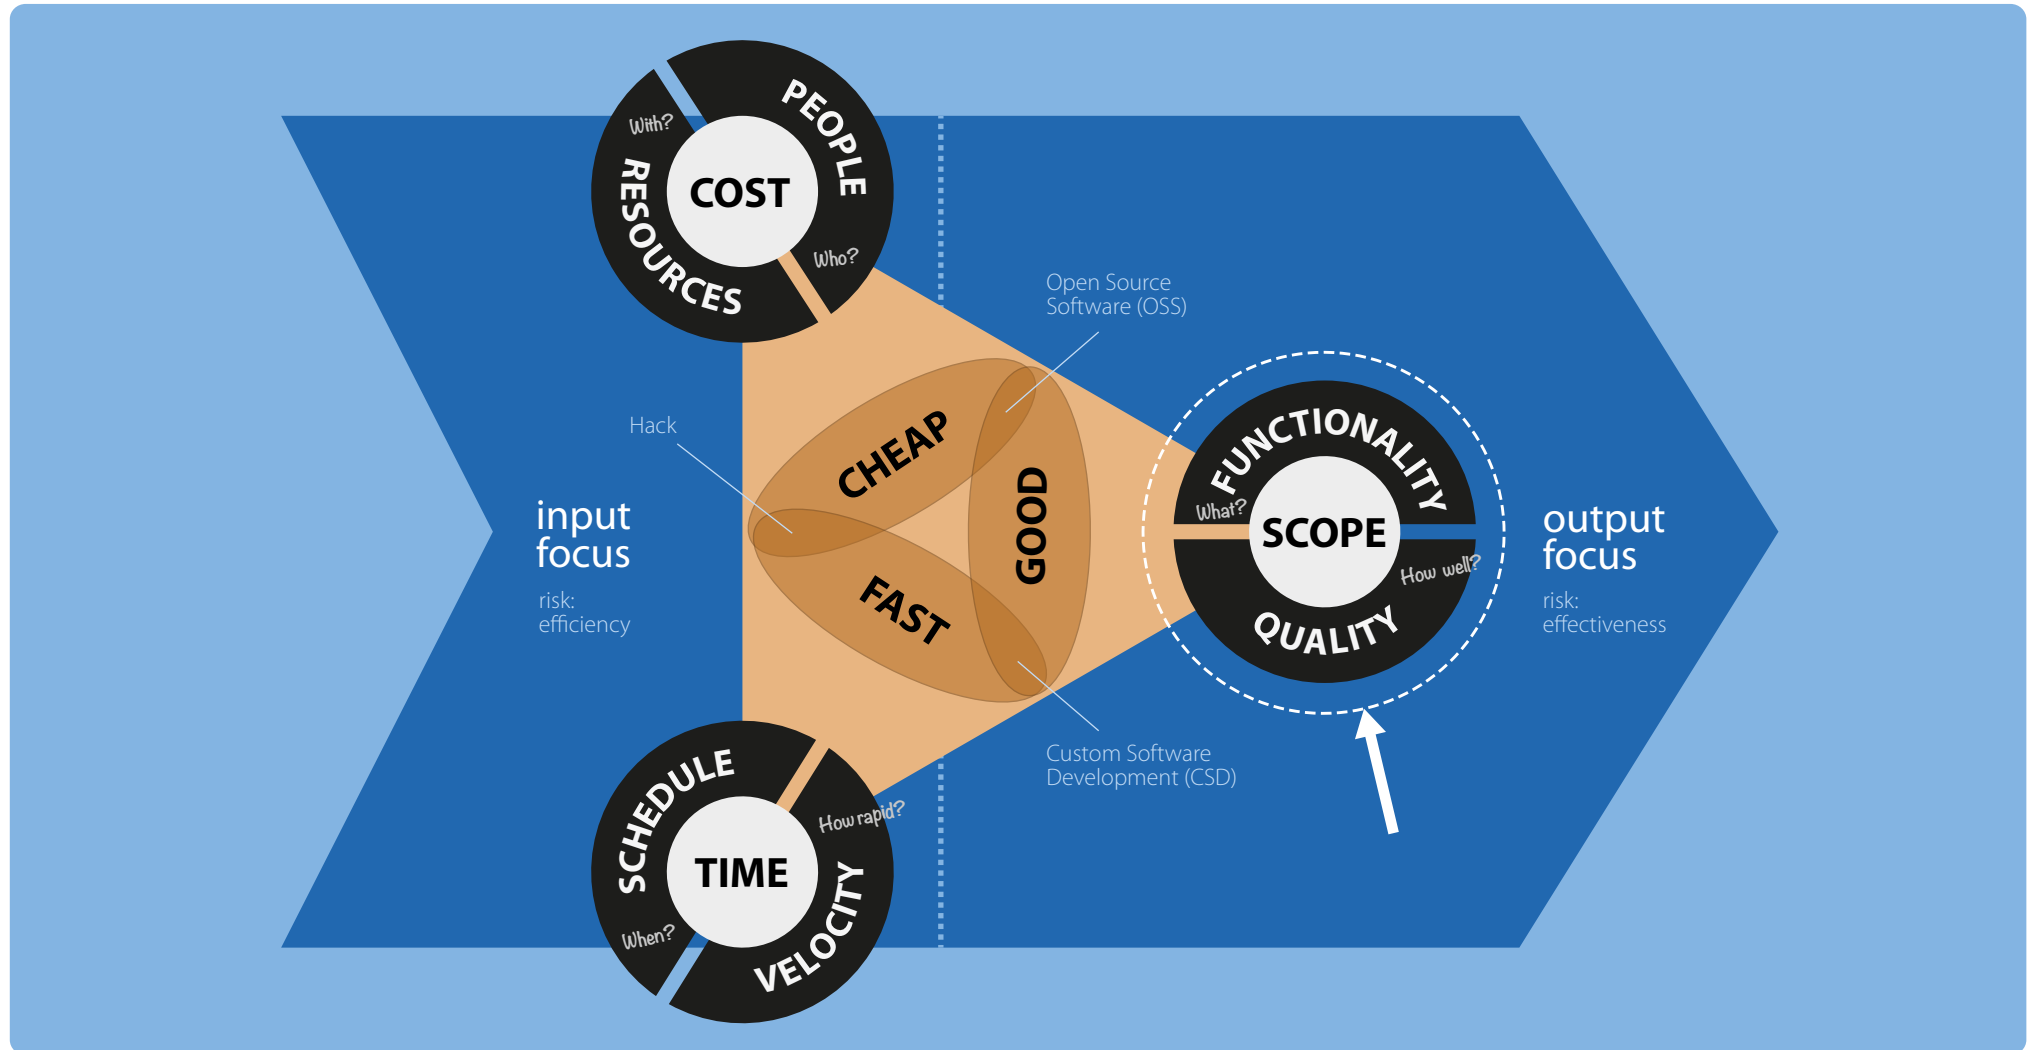 PEOPLE
With?
COST
RESOURCES
Who?
Open Source
Software (OSS)
Hack
CHEAP
GOOD
FAST
input
focus
risk:
efficiency
FUNCTIONALITY
What?
SCOPE
How well?
QUALITY
output
focus
risk:
effectiveness
Custom Software
Development (CSD)
SCHEDULE
How rapid?
TIME
When?
VELOCITY